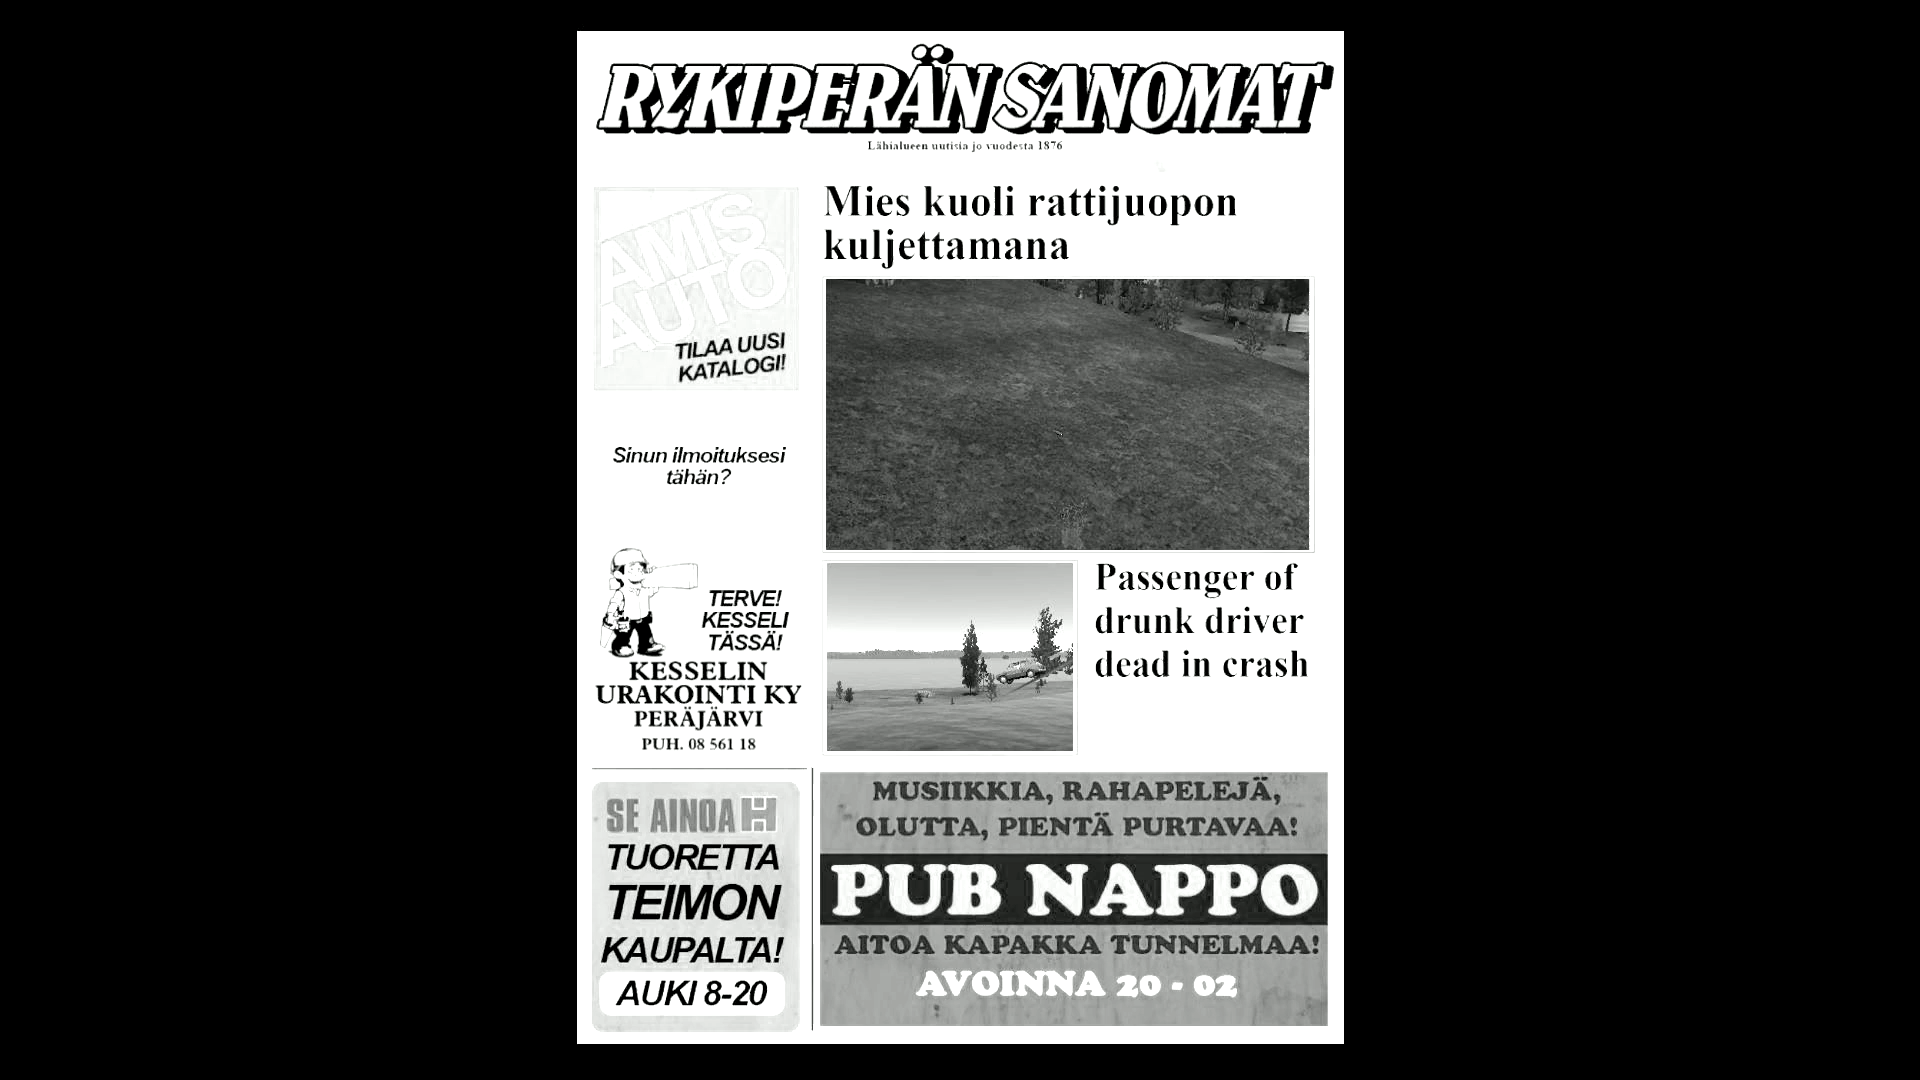 RYKIPERÄN SANOMAT
Lähialueen uutisia jo vuodesta 1876
AMIS
AUTO
TILAA UUSI
KATALOGI!
Sinun ilmoituksesi
tähän?
TERVE!
KESSELI
TÄSSÄ!
KESSELIN
URAKOINTI KY
PERÄJÄRVI
PUH. 08 561 18
Mies kuoli rattijuopon
kuljettamana
Passenger of
drunk driver
dead in crash
SE AINOA H
TUORETTA
TEIMON
KAUPALTA!
AUKI 8-20
MUSIIKKIA, RAHAPELEJÄ,
OLUTTA, PIENTÄ PURTAVAA!
PUB NAPPO
AITOA KAPAKKA TUNNELMAA!
AVOINNA 20 - 02